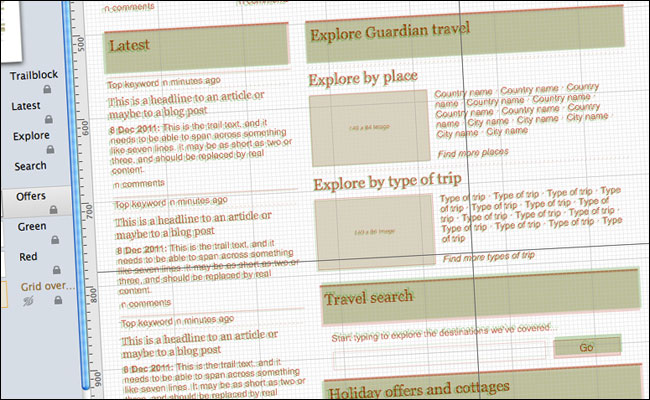 n comments
500
Latest
Top keyword n minutes ago
This is a headline to an article or
maybe to a blog post
8 Dec 2011: This is the trail text, and it
needs to be able to span across something
like seven lines. It may be as short as two or
three, and should be replaced by real
content.
n comments
Top keyword n minutes ago
This is a headline to an article or
maybe to a blog post
8 Dec 2011: This is the trail text, and it
needs to be able to span across something
like seven lines. It may be as short as two or
three, and should be replaced by real
content.
n comments
Top keyword n minutes ago
This is a headline to an article or
maybe to a blog post
8 Dec 2011: This is the trail text, and it
needs to be able to span across something
like seven lines. It may be as short as two or
three, and should be replaced by real
Explore Guardian travel
Explore by place
140 x 84 image
Country name · Country name · Country
name · Country name · Country name ·
Country name · Country name · Country
name · City name · City name · City name
City name · City name
Find more places
Explore by type of trip
140 x 84 image
Type of trip · Type of trip · Type of trip · Type
of trip · Type of trip · Type of trip · Type of
trip · Type of trip · Type of trip · Type of trip ·
Type of trip · Type of trip · Type of trip · Type
of trip
Find more types of trip
Travel search
Start typing to explore the destinations we've covered...
Go
Holiday offers and cottages
Trailblock
Latest
Explore
Search
Offers
Green
Red
Grid over...
600
700
800
900